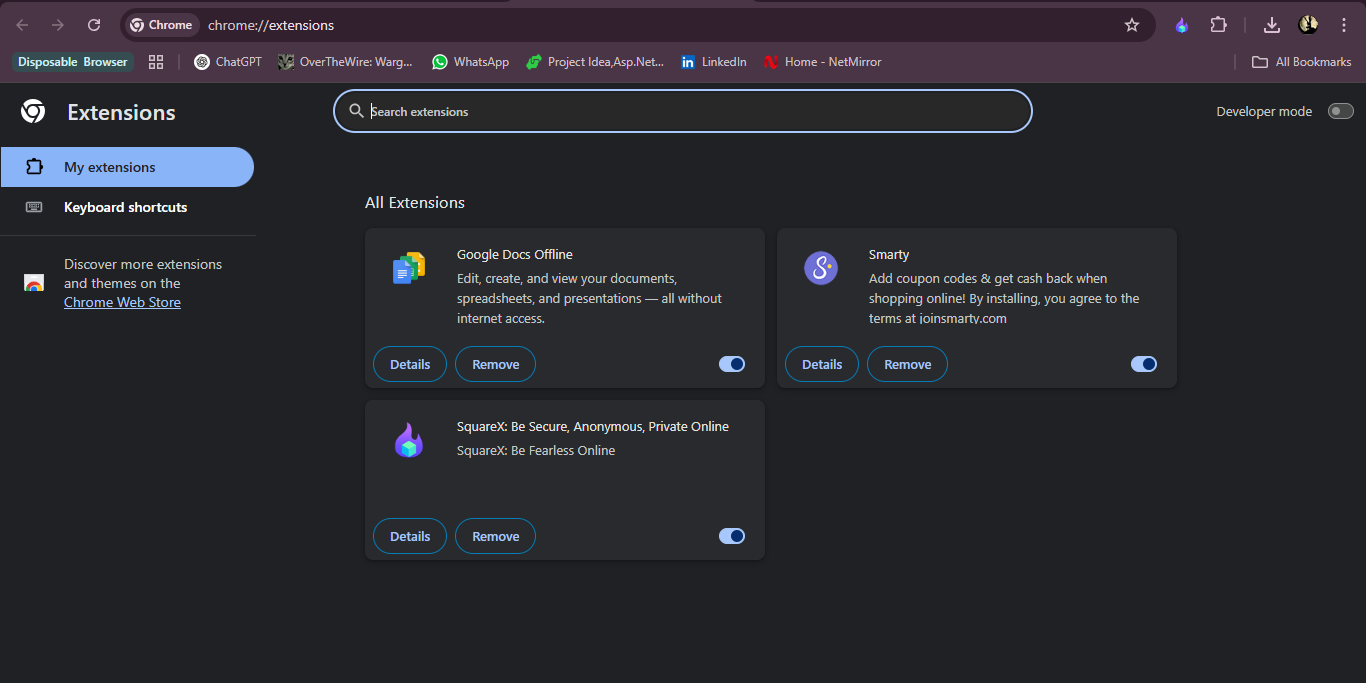 Chrome
chrome://extensions
Disposable Browser
ChatGPT
OverTheWire: Warg...
WhatsApp
Project Idea,Asp.Net...
in LinkedIn
N Home - NetMirror
All Bookmarks
Extensions
Search extensions
Developer mode
My extensions
Keyboard shortcuts
Discover more extensions
and themes on the
Chrome Web Store
All Extensions
Google Docs Offline
Edit, create, and view your documents,
spreadsheets, and presentations — all without
internet access.
Details
Remove
S
Smarty
Add coupon codes & get cash back when
shopping online! By installing, you agree to the
terms at joinsmarty.com
Details
Remove
SquareX: Be Secure, Anonymous, Private Online
SquareX: Be Fearless Online
Details
Remove